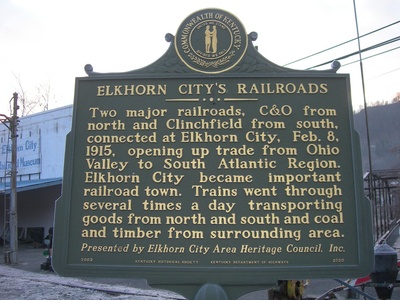 COMMONWEALTH OF KENTUCKY
ELKHORN CITY'S RAILROADS
Two major railroads, C&O from
north and Clinchfield from south,
connected at Elkhorn City, Feb. 8,
1915, opening up trade from Ohio
Valley to South Atlantic Region.
Elkhorn City became important
railroad town. Trains went through
several times a day transporting
goods from north and south and coal
and timber from surrounding area.
Presented by Elkhorn City Area Heritage Council, Inc.
KENTUCKY HISTORICAL SOCIETY KENTUCKY DEPARTMENT OF HIGHWAYS
City
Museum